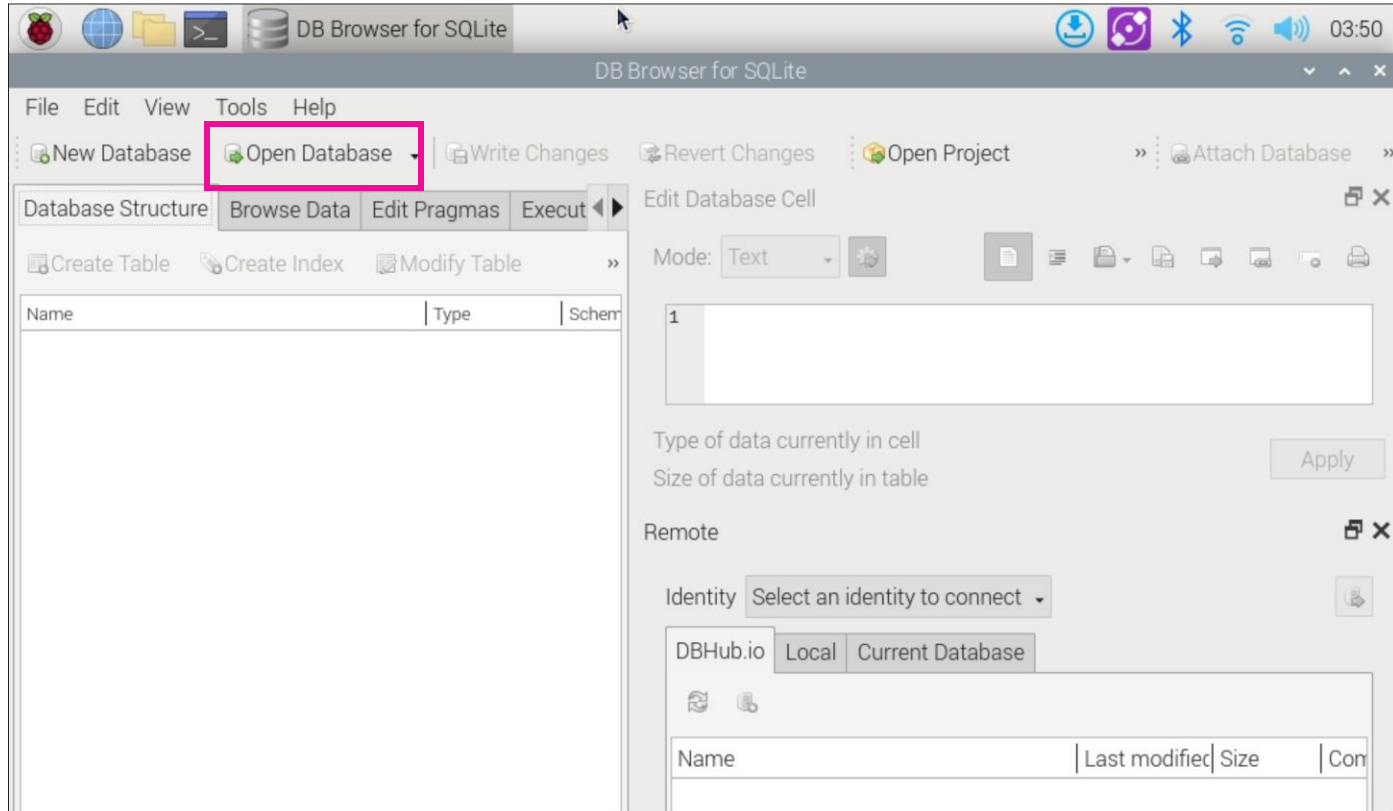 DB Browser for SQLite 03:50
DB Browser for SQLite
File Edit View Tools Help
New Database Open Database Write Changes Revert Changes Open Project » Attach Database »
Database Structure Browse Data Edit Pragmas Execut
Create Table Create Index Modify Table »
Name Type Schem
Edit Database Cell
Mode: Text
1
Type of data currently in cell
Size of data currently in table
Apply
Remote
Identity Select an identity to connect
DBHub.io Local Current Database
Name Last modified Size Com